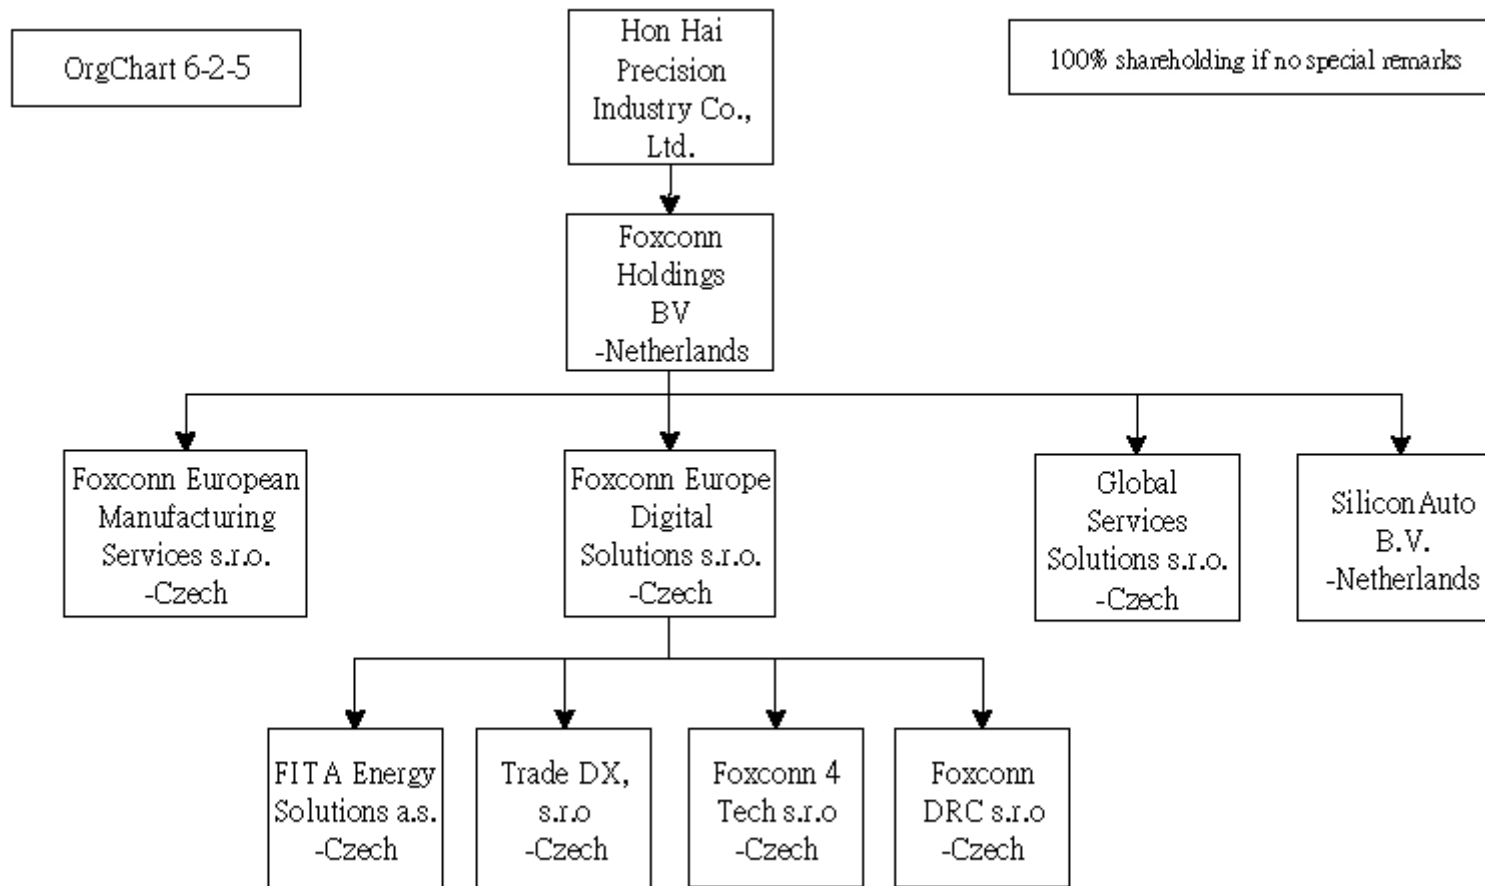 OrgChart 6-2-5
Hon Hai
Precision
Industry Co.,
Ltd.
100% shareholding if no special remarks
Foxconn
Holdings
BV
-Netherlands
Foxconn European
Manufacturing
Services s.r.o.
-Czech
Foxconn Europe
Digital
Solutions s.r.o.
-Czech
Global
Services
Solutions s.r.o.
-Czech
SiliconAuto
B.V.
-Netherlands
FITA Energy
Solutions a.s.
-Czech
Trade DX,
s.r.o
-Czech
Foxconn 4
Tech s.r.o
-Czech
Foxconn
DRC s.r.o
-Czech